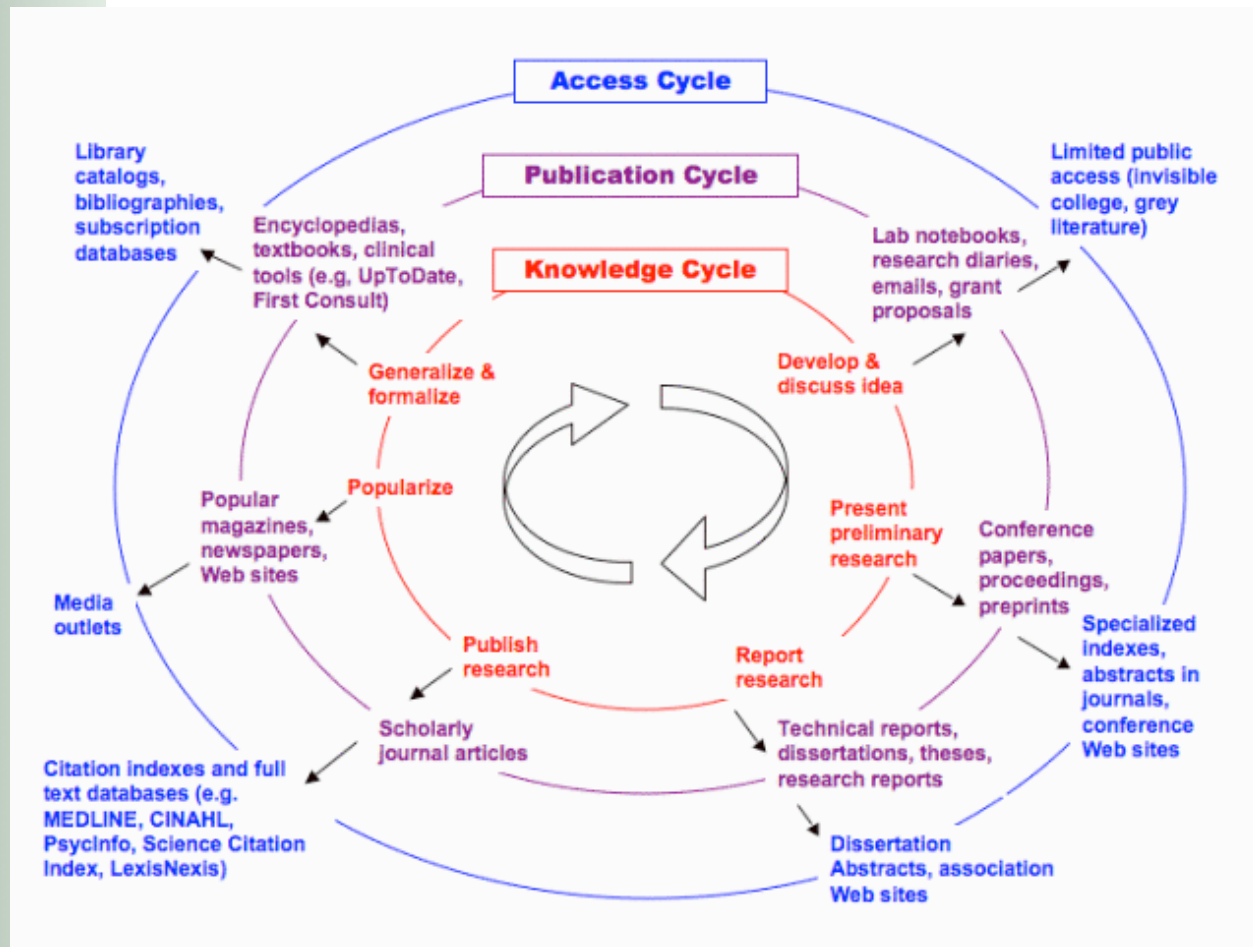 Access Cycle
Publication Cycle
Knowledge Cycle
Library
catalogs,
bibliographies,
subscription
databases
Encyclopedias,
textbooks, clinical
tools (e.g, UpToDate,
First Consult)
Generalize &
formalize
Limited public
access (invisible
college, grey
literature)
Lab notebooks,
research diaries,
emails, grant
proposals
Develop &
discuss idea
Popularize
Popular
magazines,
newspapers,
Web sites
Media
outlets
Present
preliminary
research
Conference
papers,
proceedings,
preprints
Specialized
indexes,
abstracts in
journals,
conference
Web sites
Publish
research
Scholarly
journal articles
Citation indexes and full
text databases (e.g.
MEDLINE, CINAHL,
PsycInfo, Science Citation
Index, LexisNexis)
Report
research
Technical reports,
dissertations, theses,
research reports
Dissertation
Abstracts, association
Web sites